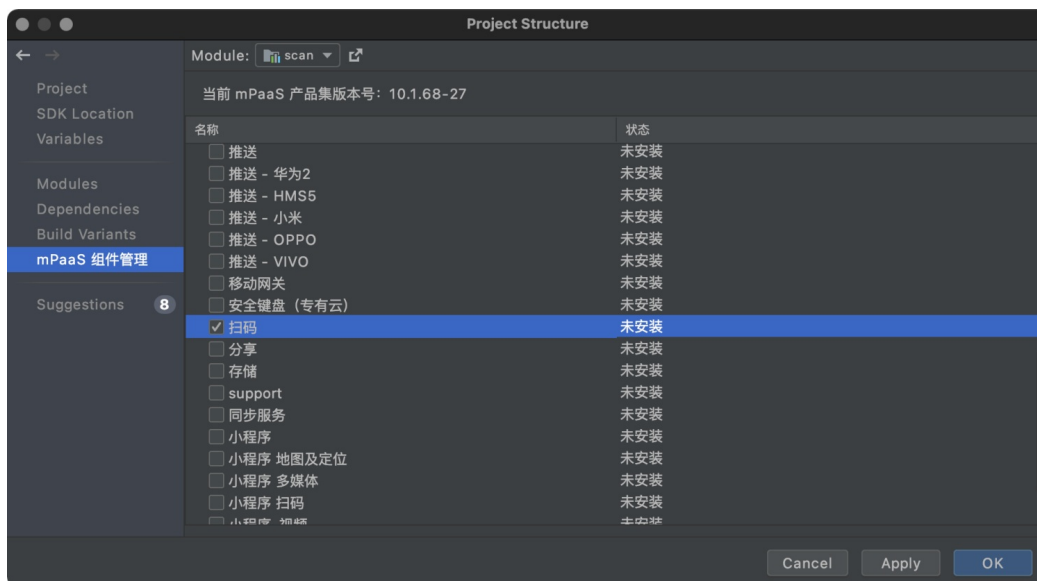 Project Structure
Module: scan
Project
SDK Location
Variables
Modules
Dependencies
Build Variants
mPaaS 组件管理
Suggestions 8
当前 mPaaS 产品集版本号：10.1.68-27
名称 状态
推送 未安装
推送 - 华为2 未安装
推送 - HMS5 未安装
推送 - 小米 未安装
推送 - OPPO 未安装
推送 - VIVO 未安装
移动网关 未安装
安全键盘（专有云） 未安装
扫码 未安装
分享 未安装
存储 未安装
support 未安装
同步服务 未安装
小程序 未安装
小程序 地图及定位 未安装
小程序 多媒体 未安装
小程序 扫码 未安装
小程序 视频 未安装
Cancel Apply OK